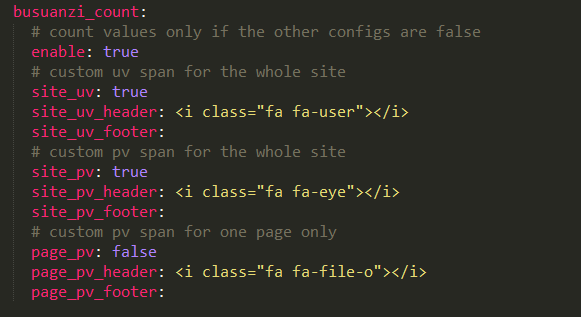 busuanzi_count:
# count values only if the other configs are false
enable: true
# custom uv span for the whole site
site_uv: true
site_uv_header: <i class="fa fa-user"></i>
site_uv_footer:
# custom pv span for the whole site
site_pv: true
site_pv_header: <i class="fa fa-eye"></i>
site_pv_footer:
# custom pv span for one page only
page_pv: false
page_pv_header: <i class="fa fa-file-o"></i>
page_pv_footer: